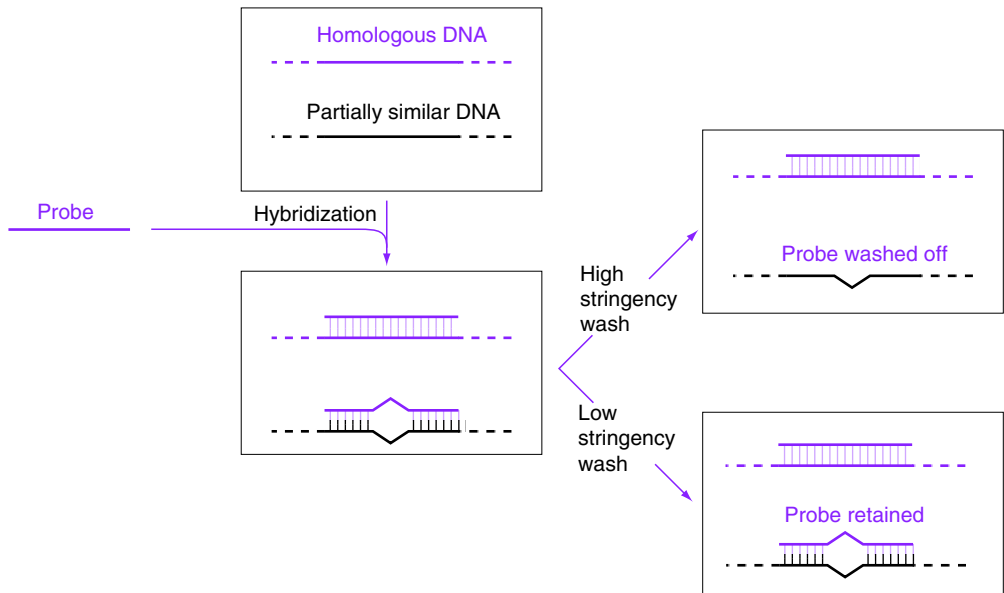 Homologous DNA
Partially similar DNA
Probe
Hybridization
High
stringency
wash
Probe washed off
Low
stringency
wash
Probe retained